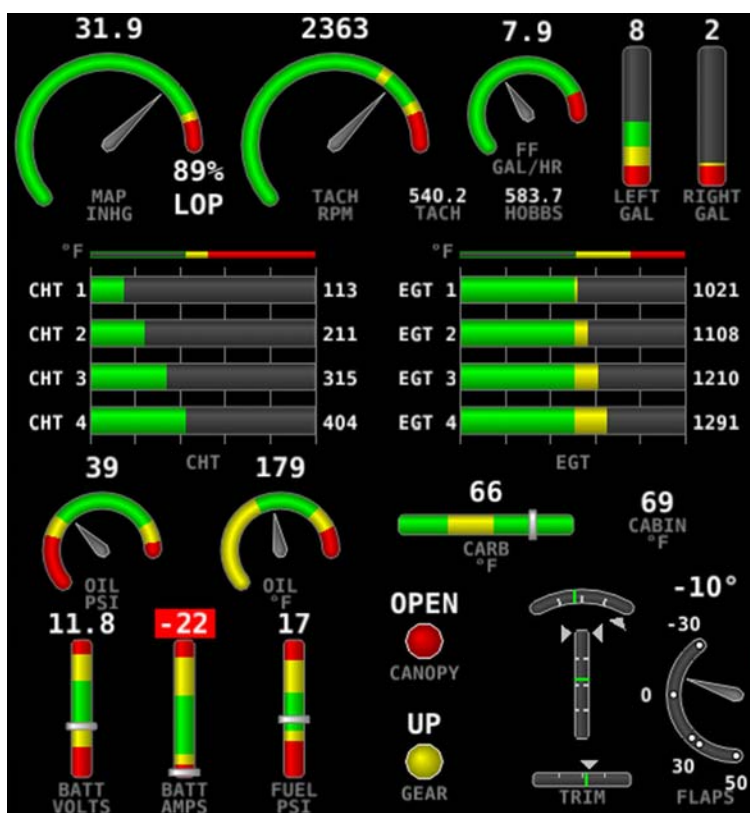 31.9 2363 7.9 8 2
89%
LOP
MAP
INHG
TACH
RPM
540.2
TACH
583.7
HOBBS
FF
GAL/HR
LEFT
GAL
RIGHT
GAL
°F
CHT 1 113
CHT 2 211
CHT 3 315
CHT 4 404
CHT
°F
EGT 1 1021
EGT 2 1108
EGT 3 1210
EGT 4 1291
EGT
39
OIL
PSI
179
OIL
°F
66
CARB
°F
69
CABIN
°F
11.8
BATT
VOLTS
-22
BATT
AMPS
17
FUEL
PSI
OPEN
CANOPY
UP
GEAR
TRIM
-10°
-30
0
30
50
FLAPS